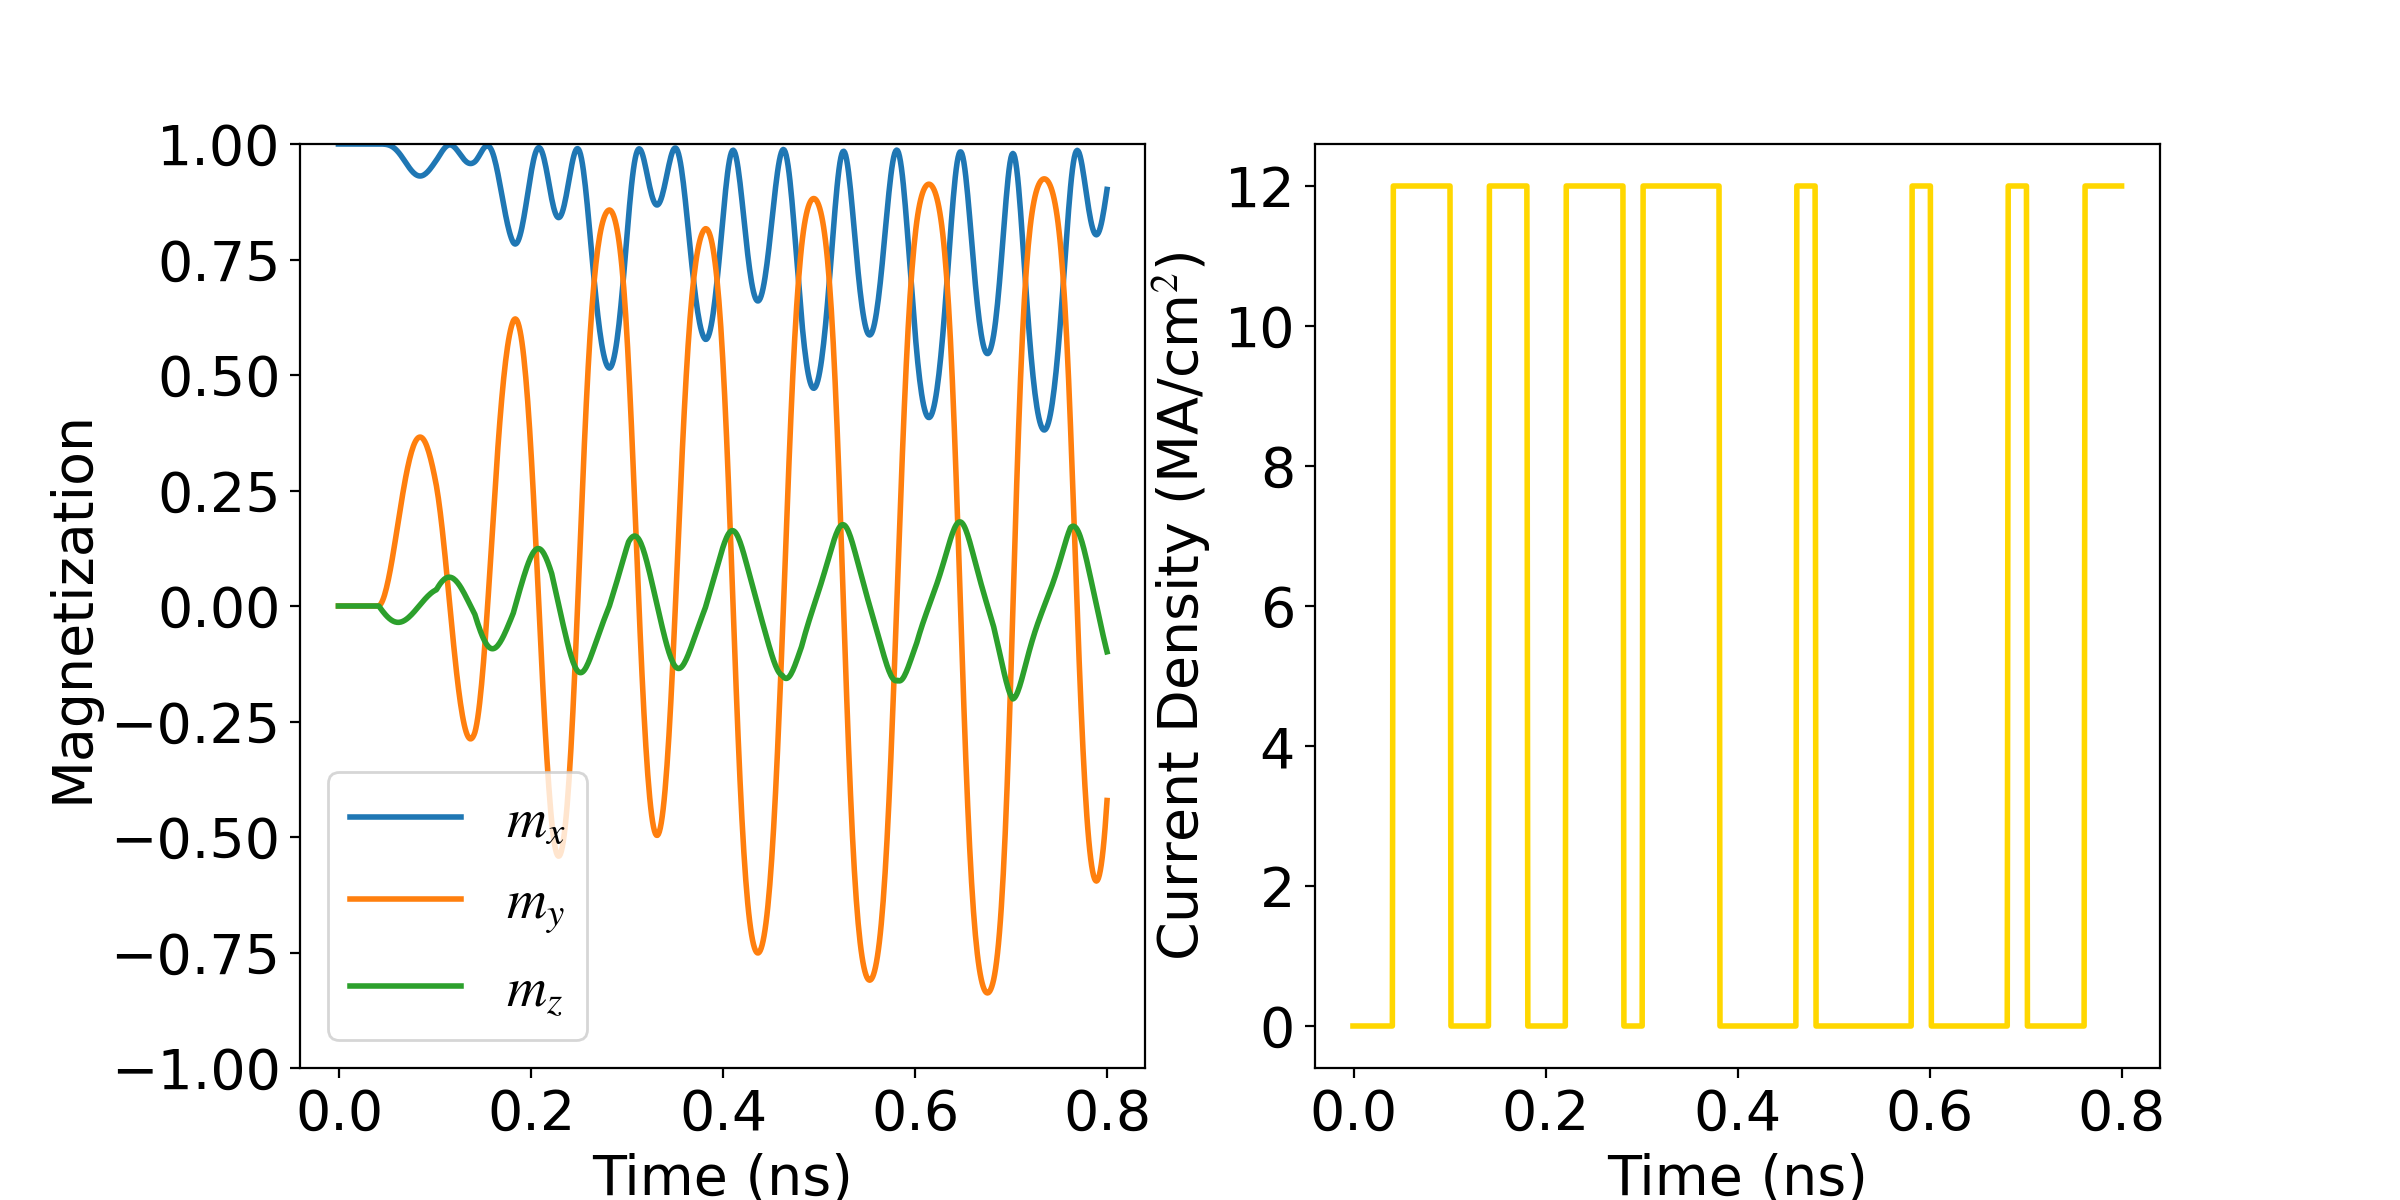 Magnetization
1.00
0.75
0.50
0.25
0.00
−0.25
−0.50
−0.75
−1.00
m_x
m_y
m_z
0.0 0.2 0.4 0.6 0.8
Time (ns)
Current Density (MA/cm²)
12
10
8
6
4
2
0
0.0 0.2 0.4 0.6 0.8
Time (ns)